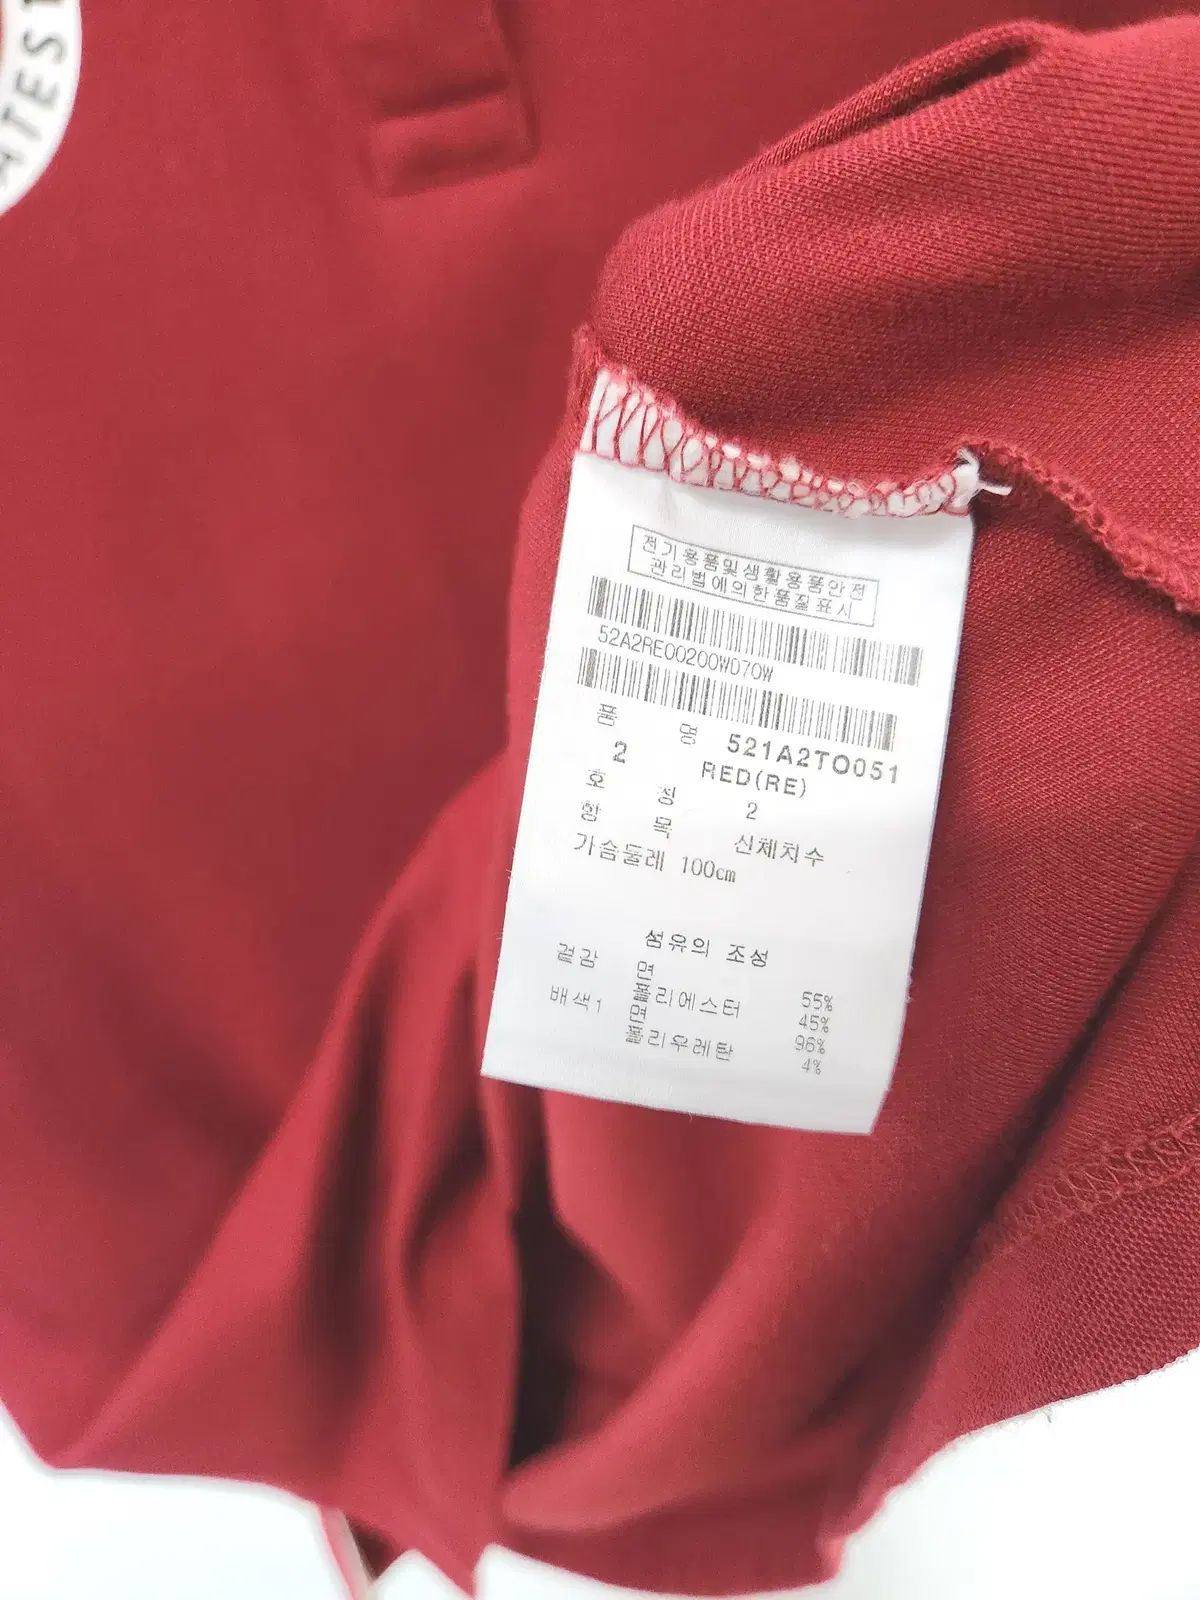 ATES
전기용품및생활용품안전
관리법에의한품질표시
52A2RE00200WD70W
품 명 521A2TO051
2 RED(RE)
호 칭 2
항 목 신체치수
가슴둘레 100cm
섬유의 조성
겉감 면 55%
폴리에스터 45%
배색1 면 96%
폴리우레탄 4%